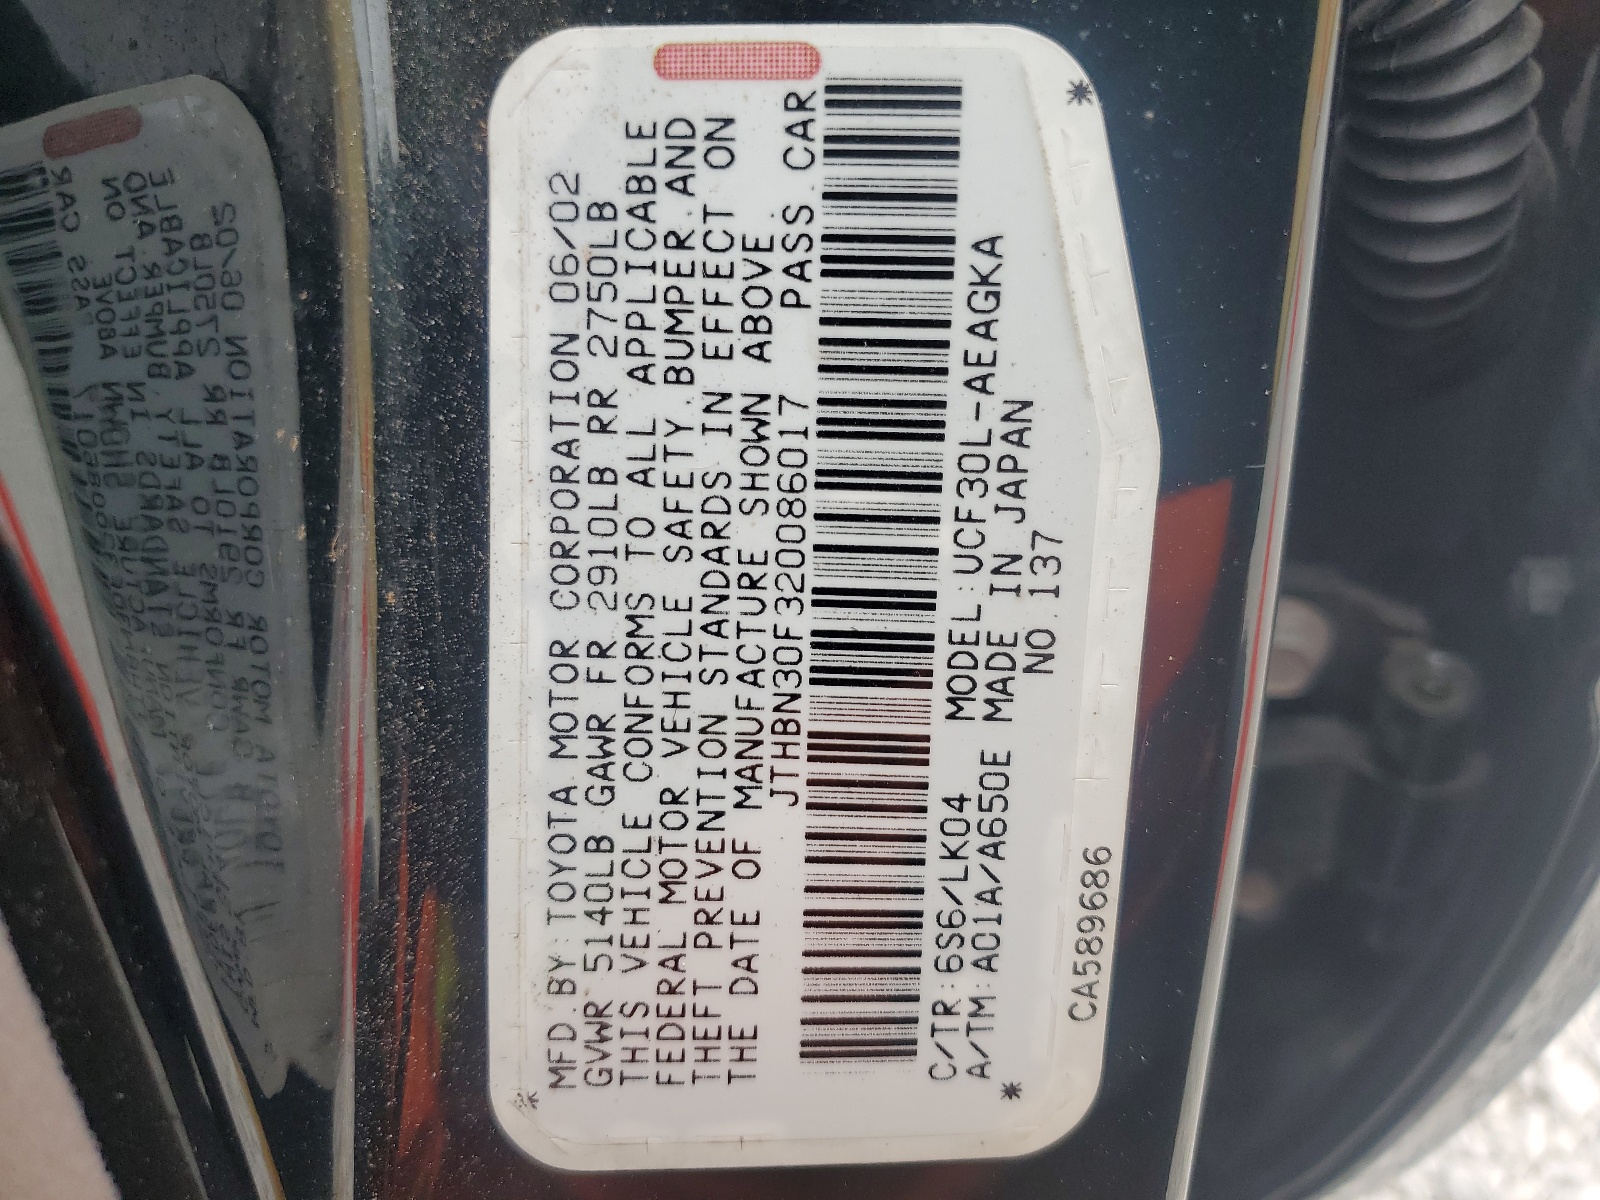 MFD.BY:TOYOTA MOTOR CORPORATION 06/02
GVWR 5140LB GAWR FR 2910LB RR 2750LB
THIS VEHICLE CONFORMS TO ALL APPLICABLE
FEDERAL MOTOR VEHICLE SAFETY.BUMPER.AND
THEFT PREVENTION STANDARDS IN EFFECT ON
THE DATE OF MANUFACTURE SHOWN ABOVE.
JTHBN30F320086017 PASS.CAR
C/TR:6S6/LK04 MODEL:UCF30L-AEAGKA
A/TM:A01A/A650E MADE IN JAPAN
NO.137
CA589686